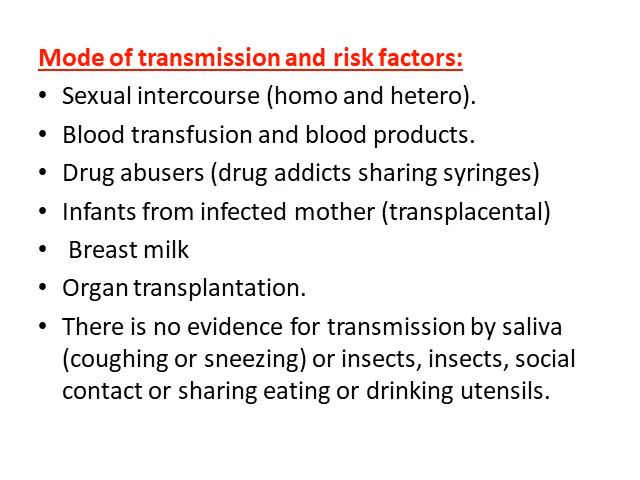 Mode of transmission and risk factors:
• Sexual intercourse (homo and hetero).
• Blood transfusion and blood products.
• Drug abusers (drug addicts sharing syringes)
• Infants from infected mother (transplacental)
• Breast milk
• Organ transplantation.
• There is no evidence for transmission by saliva
(coughing or sneezing) or insects, insects, social
contact or sharing eating or drinking utensils.